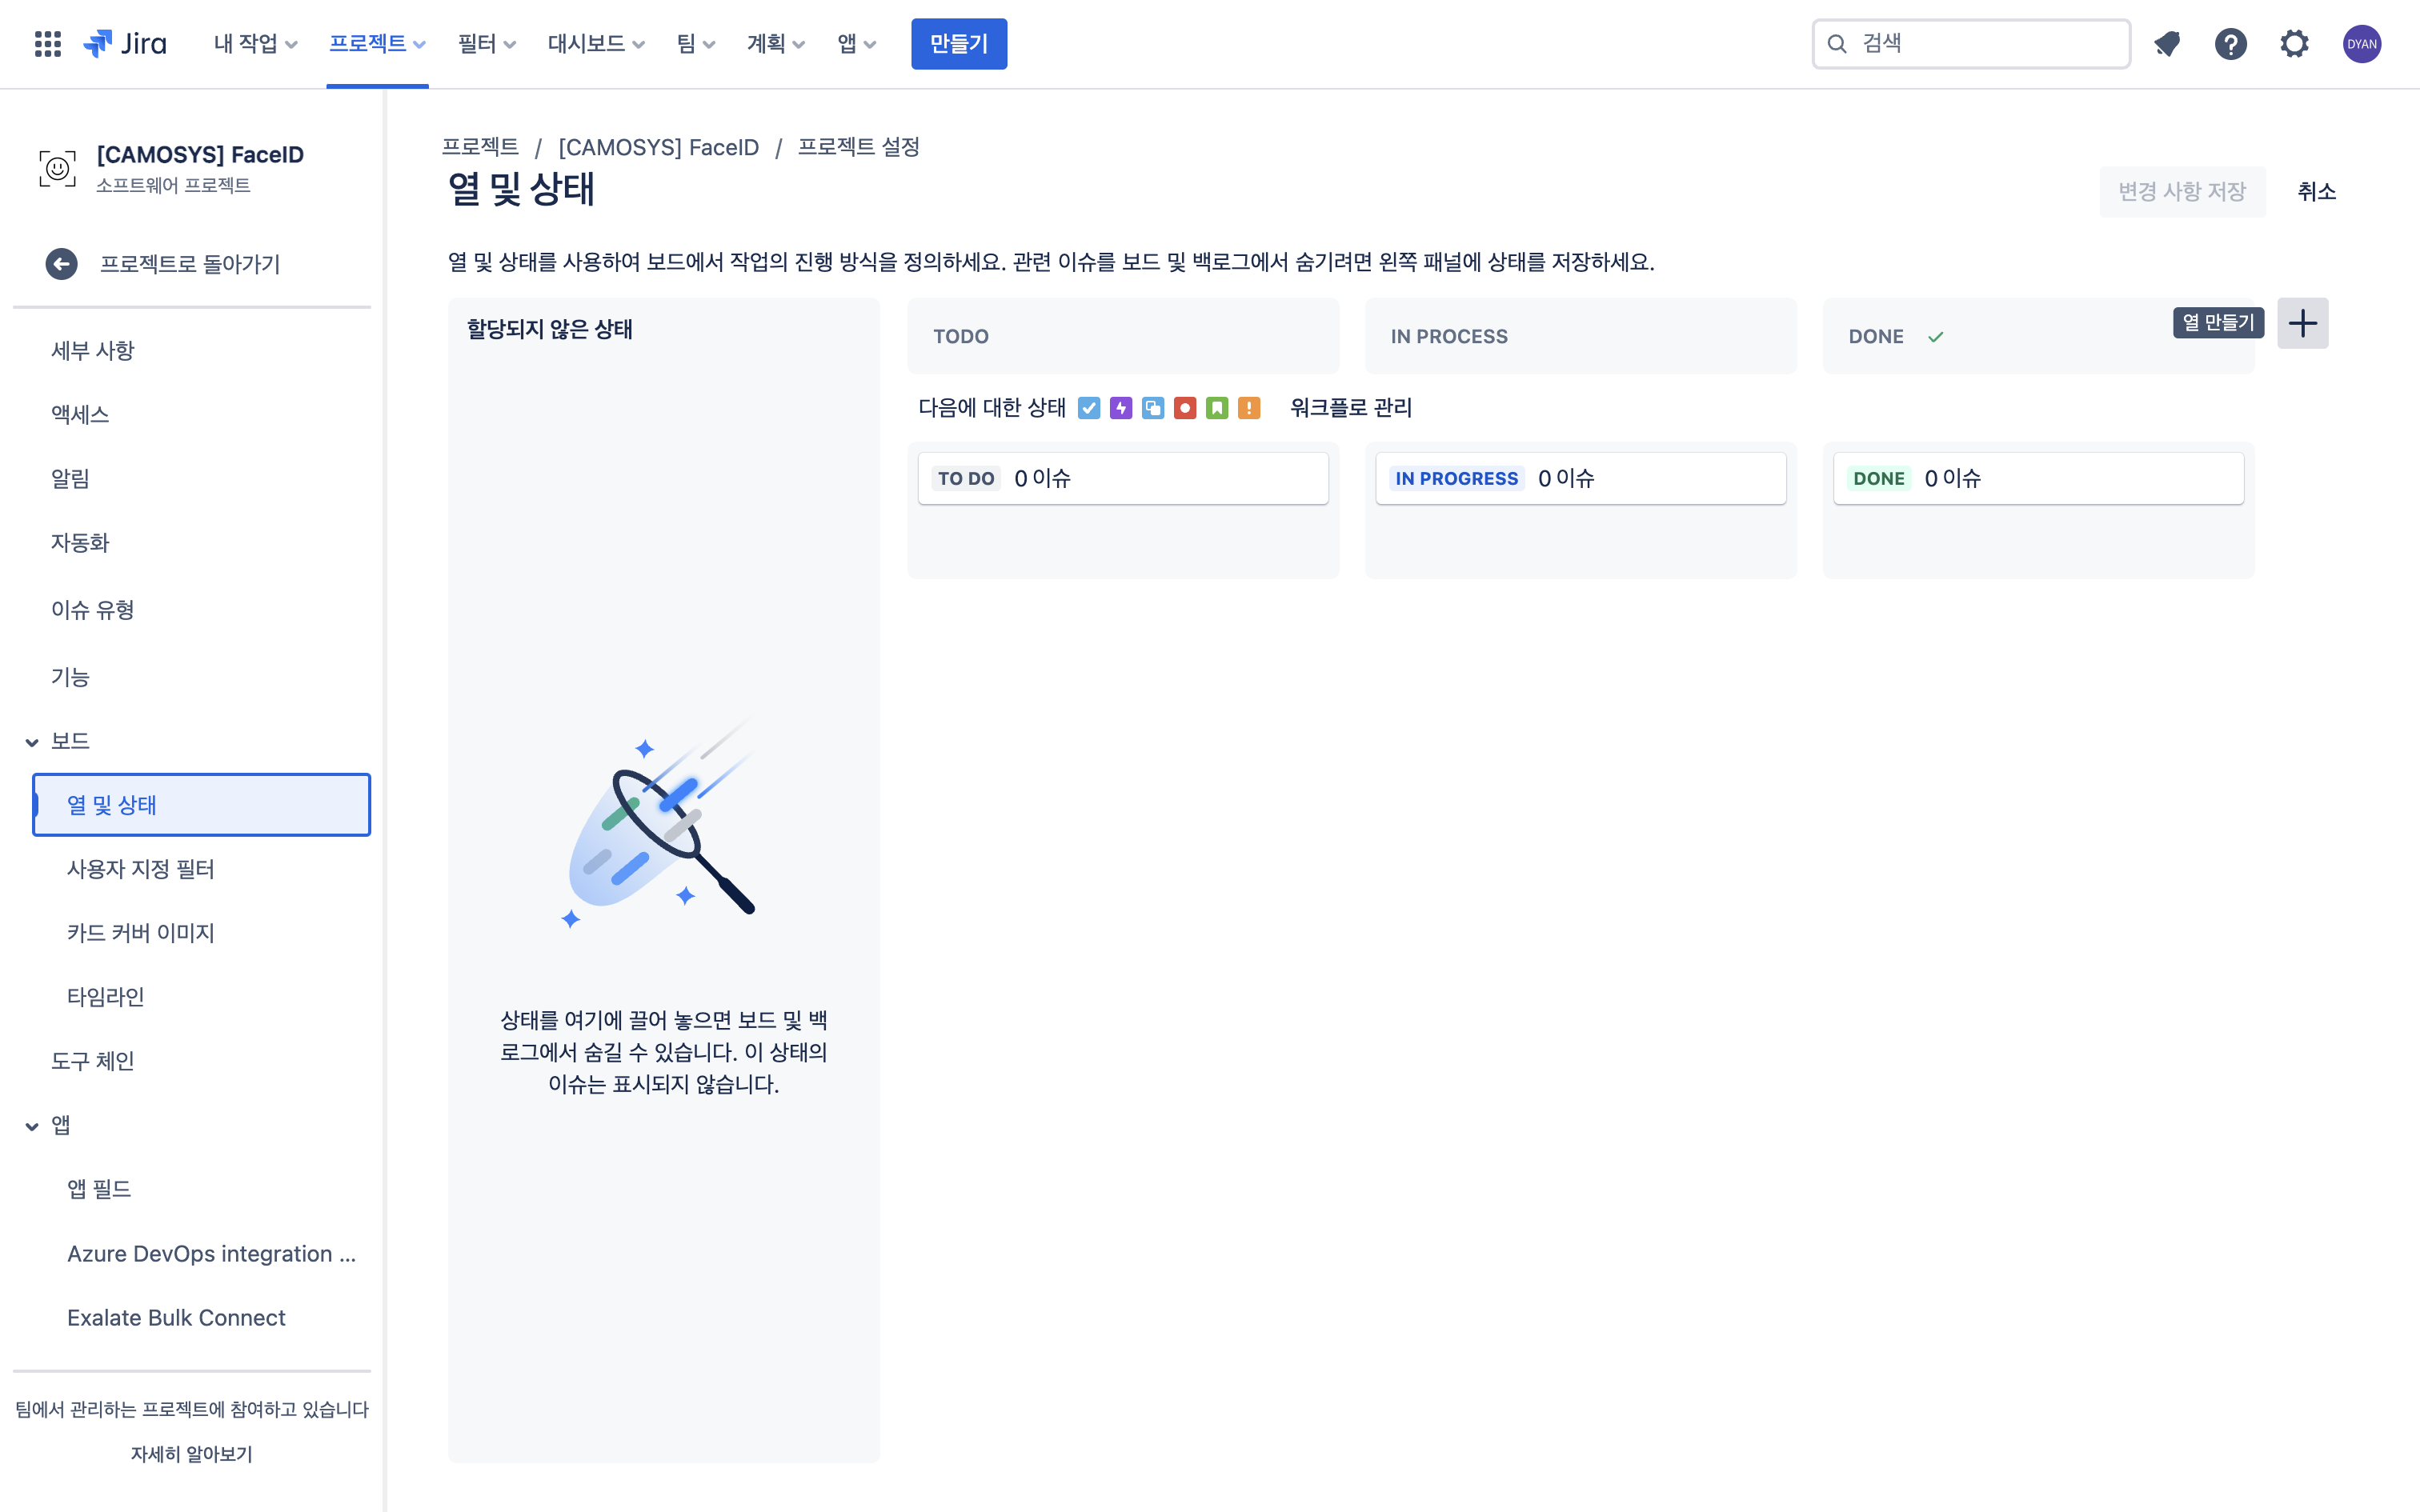 Jira
내 작업
프로젝트
필터
대시보드
팀
계획
앱
만들기
검색
DYAN
[CAMOSYS] FaceID
소프트웨어 프로젝트
프로젝트로 돌아가기
세부 사항
액세스
알림
자동화
이슈 유형
기능
보드
열 및 상태
사용자 지정 필터
카드 커버 이미지
타임라인
도구 체인
앱
앱 필드
Azure DevOps integration ...
Exalate Bulk Connect
팀에서 관리하는 프로젝트에 참여하고 있습니다
자세히 알아보기
프로젝트 / [CAMOSYS] FaceID / 프로젝트 설정
열 및 상태
변경 사항 저장
취소
열 및 상태를 사용하여 보드에서 작업의 진행 방식을 정의하세요. 관련 이슈를 보드 및 백로그에서 숨기려면 왼쪽 패널에 상태를 저장하세요.
할당되지 않은 상태
상태를 여기에 끌어 놓으면 보드 및 백
로그에서 숨길 수 있습니다. 이 상태의
이슈는 표시되지 않습니다.
TODO
IN PROCESS
DONE
열 만들기
다음에 대한 상태
워크플로 관리
TO DO 0 이슈
IN PROGRESS 0 이슈
DONE 0 이슈